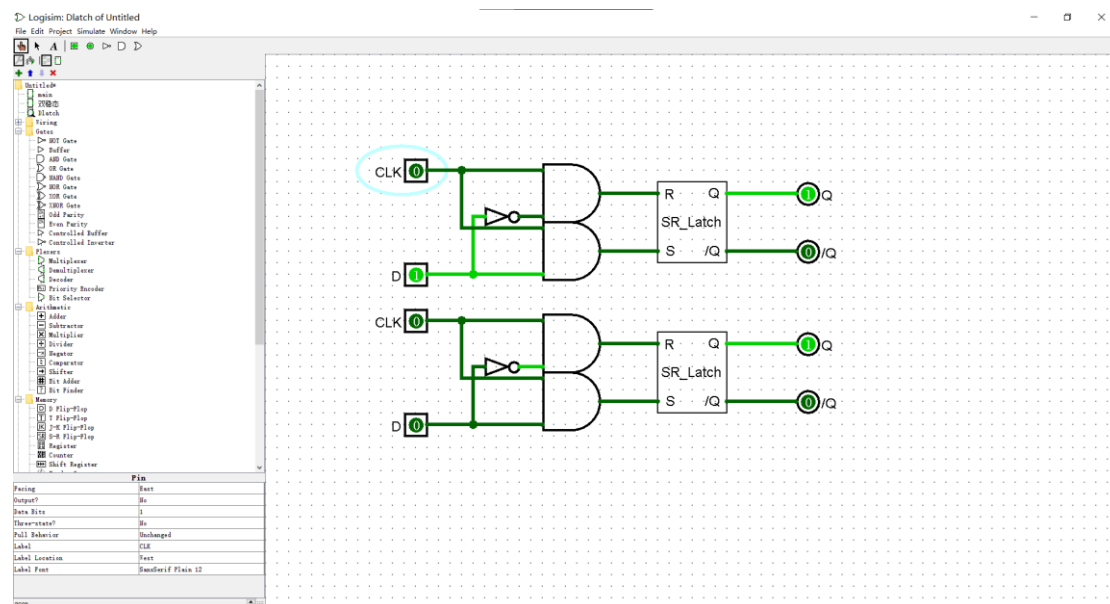 Logisim: Dlatch of Untitled
File Edit Project Simulate Window Help
A
Untitled*
main
双稳态
Dlatch
Wiring
Gates
NOT Gate
Buffer
AND Gate
OR Gate
NAND Gate
NOR Gate
XOR Gate
XNOR Gate
Odd Parity
Even Parity
Controlled Buffer
Controlled Inverter
Plexers
Multiplexer
Demultiplexer
Decoder
Priority Encoder
Bit Selector
Arithmetic
Adder
Subtractor
Multiplier
Divider
Negator
Comparator
Shifter
Bit Adder
Bit Finder
Memory
D Flip-Flop
T Flip-Flop
J-K Flip-Flop
S-R Flip-Flop
Register
Counter
Shift Register
Pin
Facing East
Output? No
Data Bits 1
Three-state? No
Pull Behavior Unchanged
Label CLK
Label Location West
Label Font SansSerif Plain 12
CLK 0
R Q 1 Q
SR_Latch
S /Q 0 /Q
D 1
CLK 0
R Q 1 Q
SR_Latch
S /Q 0 /Q
D 0